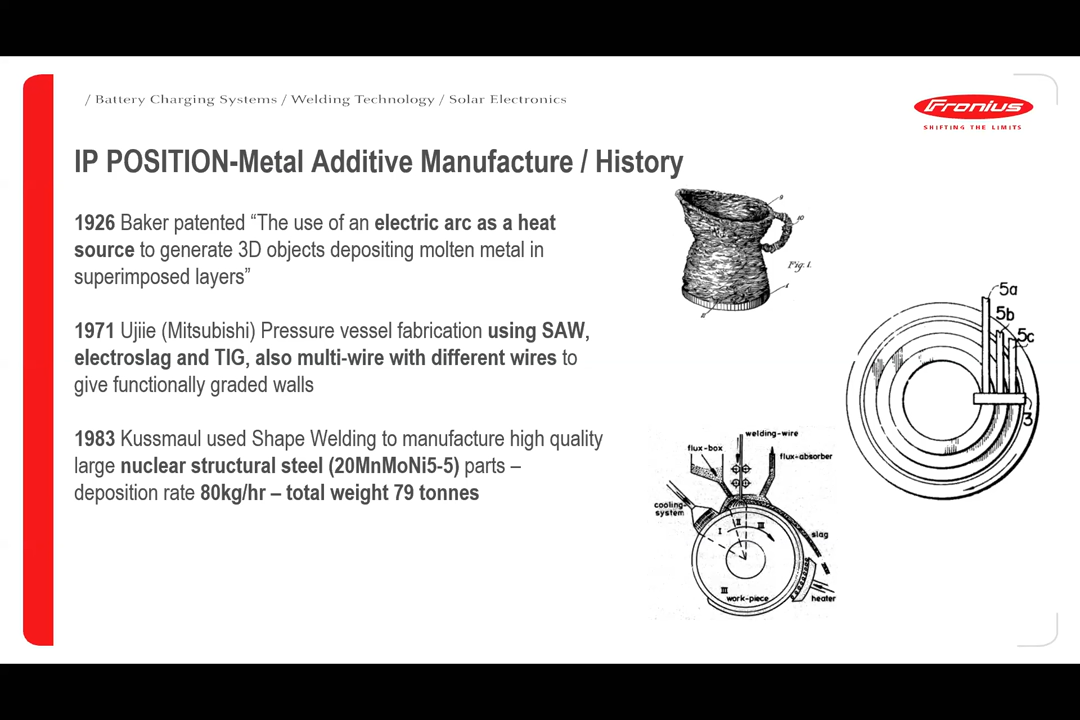 / Battery Charging Systems / Welding Technology / Solar Electronics
Fronius
SHIFTING THE LIMITS
IP POSITION-Metal Additive Manufacture / History
1926 Baker patented “The use of an electric arc as a heat
source to generate 3D objects depositing molten metal in
superimposed layers”
1971 Ujiie (Mitsubishi) Pressure vessel fabrication using SAW,
electroslag and TIG, also multi-wire with different wires to
give functionally graded walls
1983 Kussmaul used Shape Welding to manufacture high quality
large nuclear structural steel (20MnMoNi5-5) parts –
deposition rate 80kg/hr – total weight 79 tonnes
9
10
Fig. 1.
5a
5b
5c
3
welding-wire
flux-box
flux-absorber
cooling-
system
I
II
III
slag
III
work-piece
heater